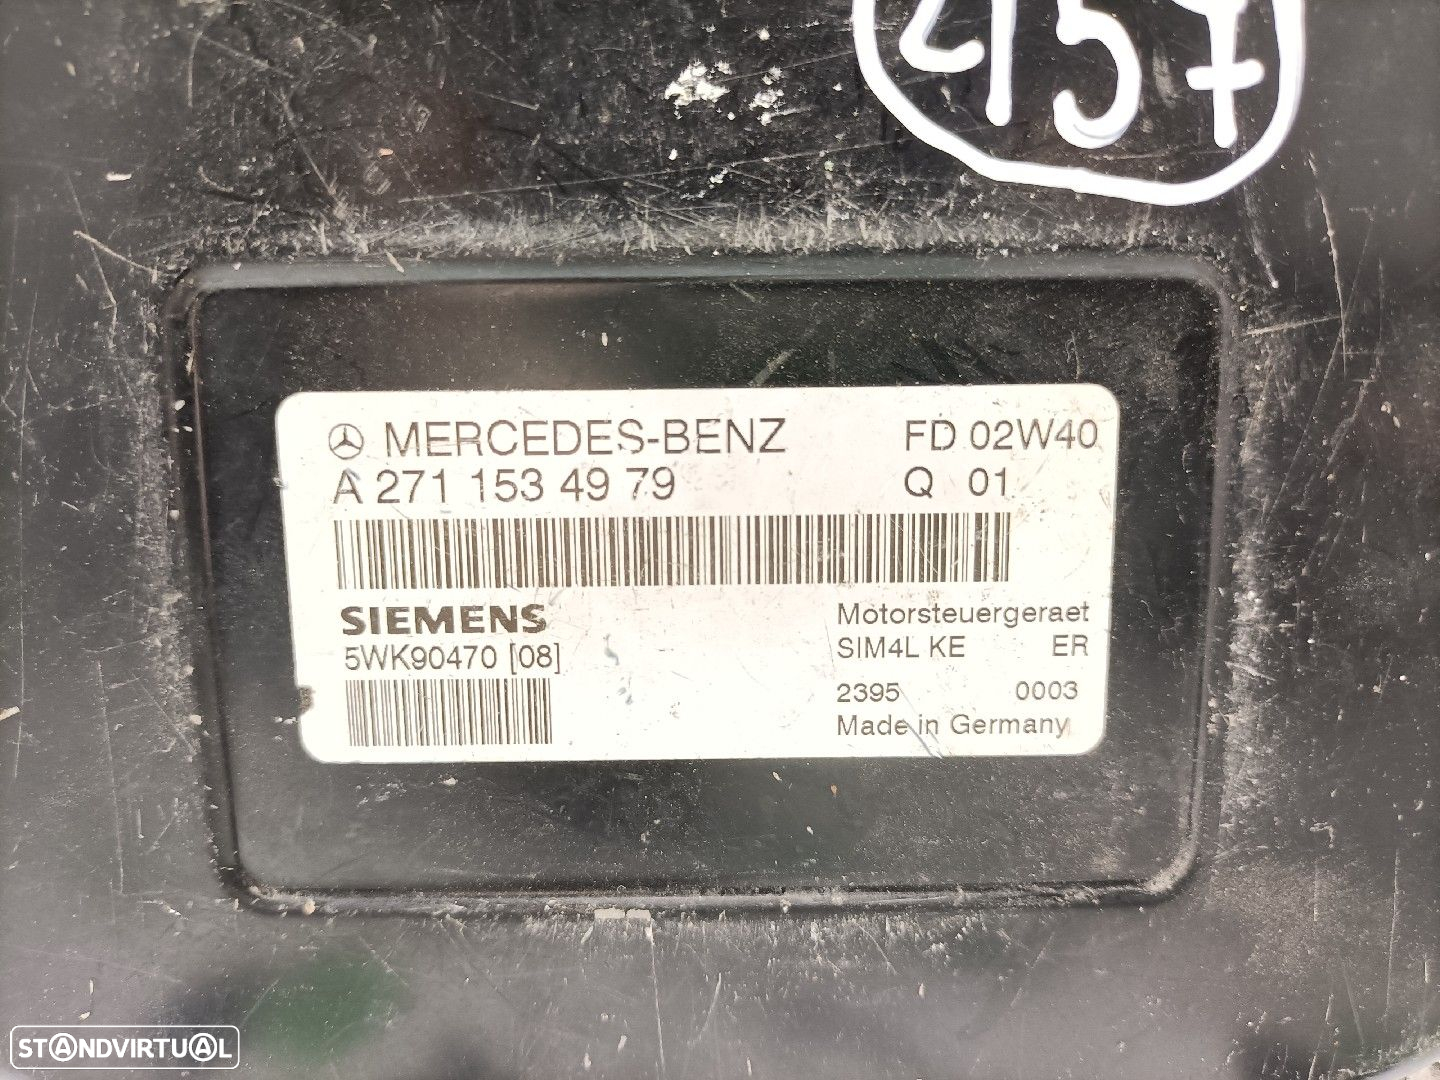 2157
MERCEDES-BENZ FD 02W40
A 271 153 49 79 Q 01
SIEMENS Motorsteuergeraet
5WK90470 [08] SIM4L KE ER
2395 0003
Made in Germany
STANDVIRTUAL